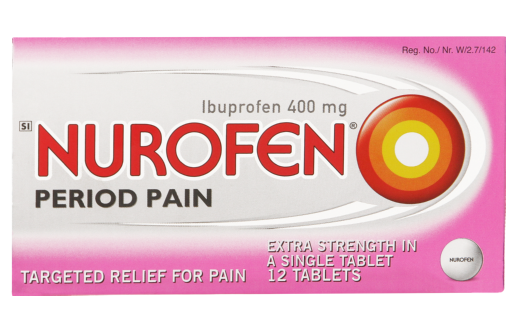 Reg. No./ Nr. W/2.7/142
Ibuprofen 400 mg
SI NUROFEN®
PERIOD PAIN
EXTRA STRENGTH IN
A SINGLE TABLET
12 TABLETS
NUROFEN
TARGETED RELIEF FOR PAIN